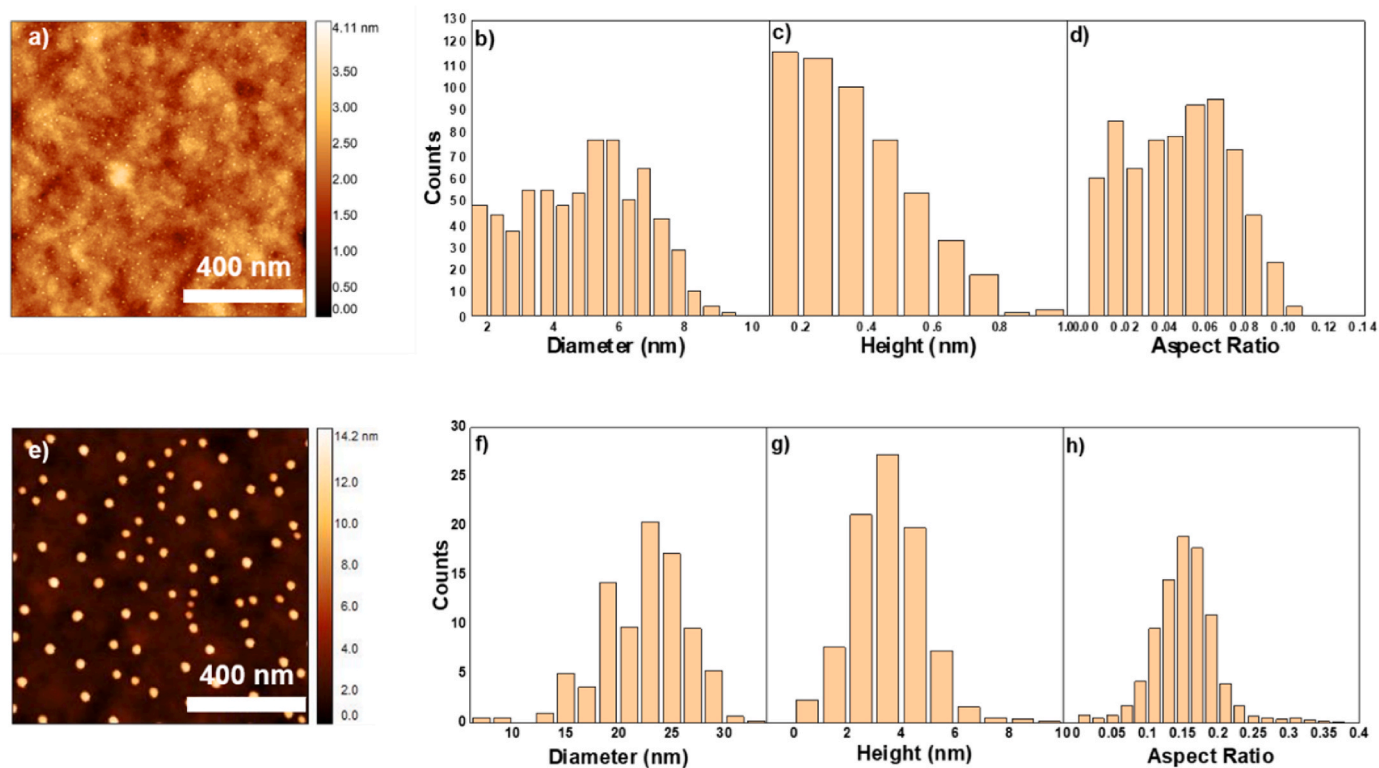 a)
4.11 nm
3.50
3.00
2.50
2.00
1.50
1.00
0.50
0.00
400 nm
b)
c)
d)
130
120
110
100
90
80
70
60
50
40
30
20
10
0
Counts
2 4 6 8 10
0.2 0.4 0.6 0.8 1.0
0.00 0.02 0.04 0.06 0.08 0.10 0.12 0.14
Diameter (nm)
Height (nm)
Aspect Ratio
e)
14.2 nm
12.0
10.0
8.0
6.0
4.0
2.0
0.0
400 nm
f)
g)
h)
30
25
20
15
10
5
0
Counts
10 15 20 25 30
0 2 4 6 8 10
0 0.05 0.1 0.15 0.2 0.25 0.3 0.35 0.4
Diameter (nm)
Height (nm)
Aspect Ratio